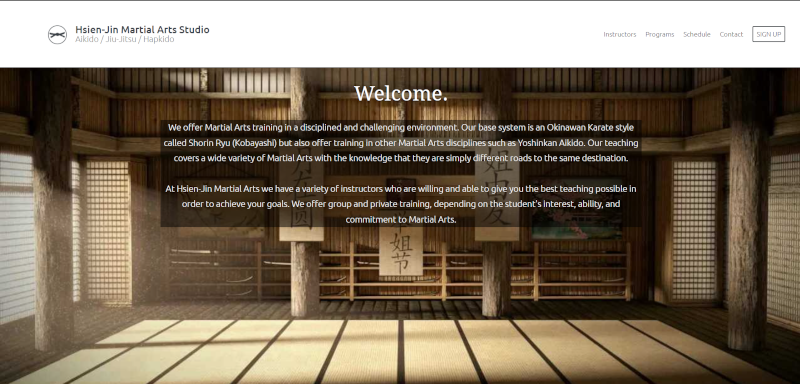 Hsien-Jin Martial Arts Studio
Aikido / Jiu-Jitsu / Hapkido
Instructors Programs Schedule Contact SIGN UP
Welcome.
We offer Martial Arts training in a disciplined and challenging environment. Our base system is an Okinawan Karate style
called Shorin Ryu (Kobayashi) but also offer training in other Martial Arts disciplines such as Yoshinkan Aikido. Our teaching
covers a wide variety of Martial Arts with the knowledge that they are simply different roads to the same destination.
At Hsien-Jin Martial Arts we have a variety of instructors who are willing and able to give you the best teaching possible in
order to achieve your goals. We offer group and private training, depending on the student's interest, ability, and
commitment to Martial Arts.
姐
节